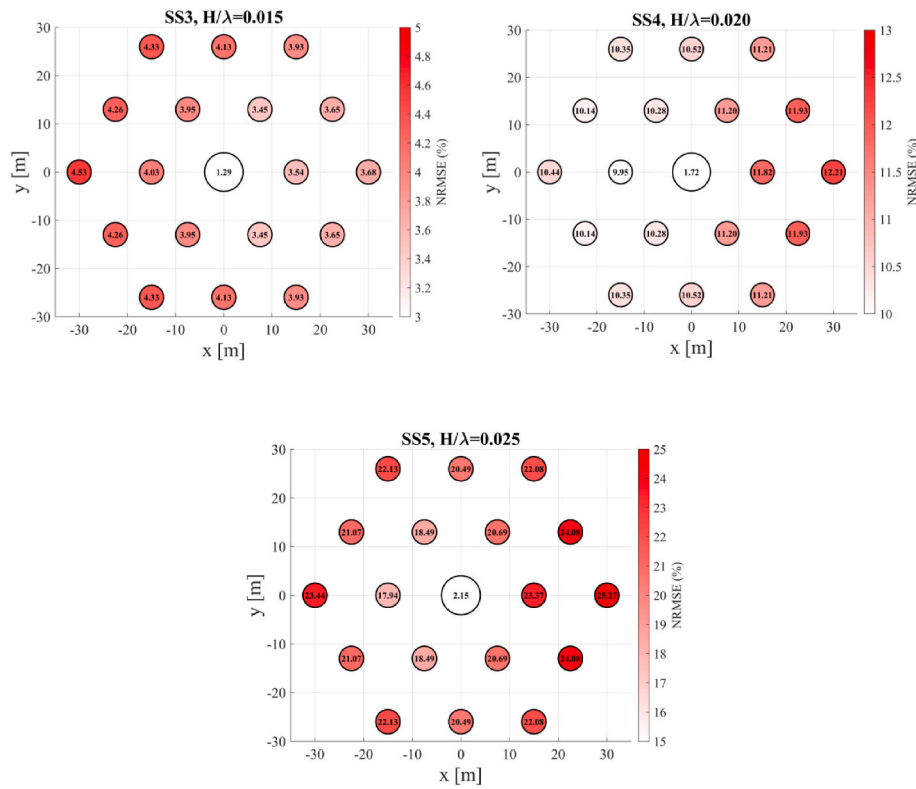 SS3, H/λ=0.015
30
20
10
0
-10
-20
-30
y [m]
4.33 4.13 3.93
4.26 3.95 3.45 3.65
4.53 4.03 1.29 3.54 3.68
4.26 3.95 3.45 3.65
4.33 4.13 3.93
-30 -20 -10 0 10 20 30
x [m]
5
4.8
4.6
4.4
4.2
4
3.8
3.6
3.4
3.2
3
NRMSE (%)
SS4, H/λ=0.020
30
20
10
0
-10
-20
-30
y [m]
10.35 10.52 11.21
10.14 10.28 11.20 11.93
10.44 9.95 1.72 11.82 12.21
10.14 10.28 11.20 11.93
10.35 10.52 11.21
-30 -20 -10 0 10 20 30
x [m]
13
12.5
12
11.5
11
10.5
10
NRMSE (%)
SS5, H/λ=0.025
30
20
10
0
-10
-20
-30
y [m]
22.13 20.49 22.08
21.07 18.49 20.69 24.08
23.44 17.94 2.15 23.37 25.27
21.07 18.49 20.69 24.08
22.13 20.49 22.08
-30 -20 -10 0 10 20 30
x [m]
25
24
23
22
21
20
19
18
17
16
15
NRMSE (%)